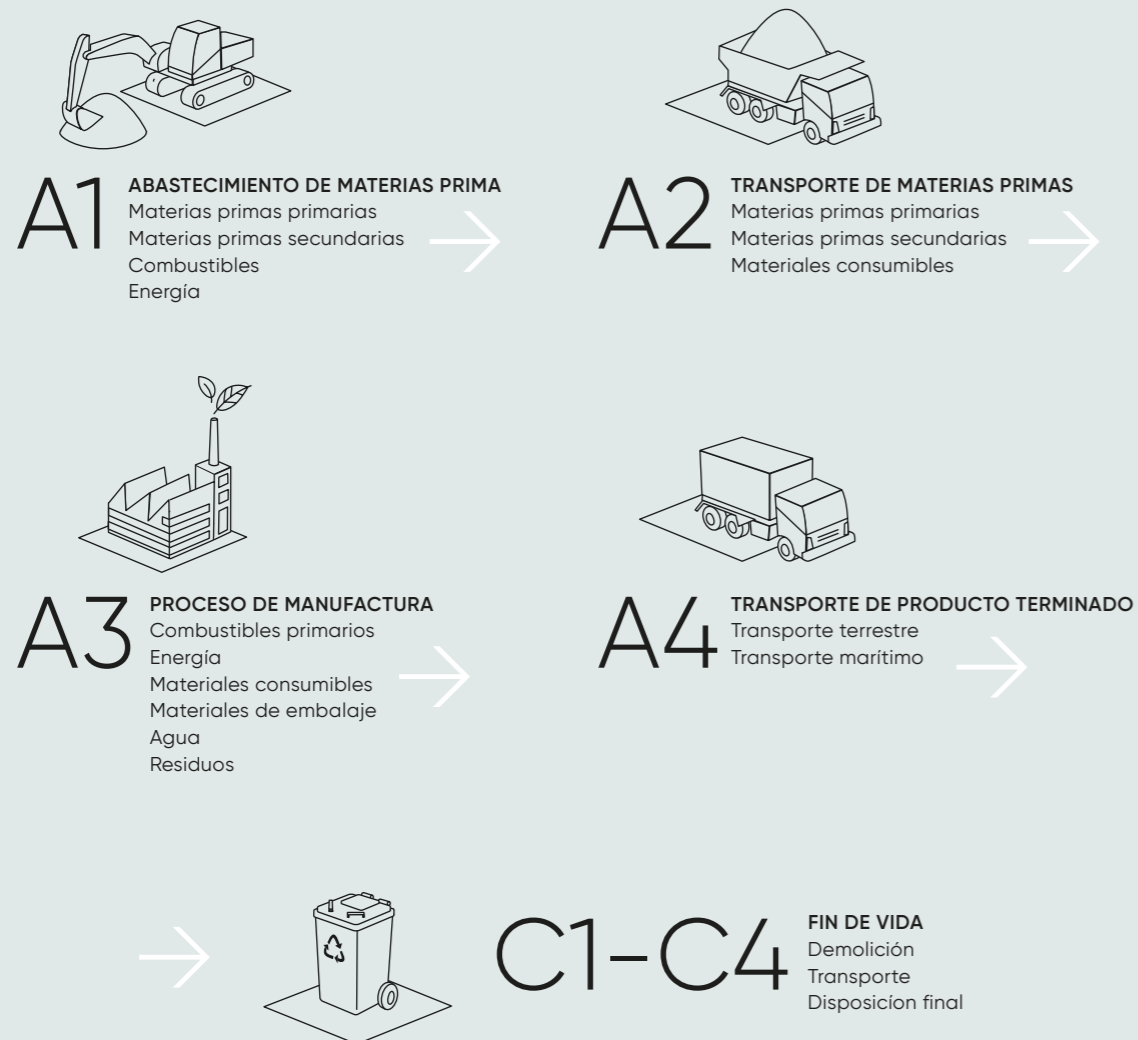 A1
ABASTECIMIENTO DE MATERIAS PRIMA
Materias primas primarias
Materias primas secundarias
Combustibles
Energía
A2
TRANSPORTE DE MATERIAS PRIMAS
Materias primas primarias
Materias primas secundarias
Materiales consumibles
A3
PROCESO DE MANUFACTURA
Combustibles primarios
Energía
Materiales consumibles
Materiales de embalaje
Agua
Residuos
A4
TRANSPORTE DE PRODUCTO TERMINADO
Transporte terrestre
Transporte marítimo
C1-C4
FIN DE VIDA
Demolición
Transporte
Disposicíon final